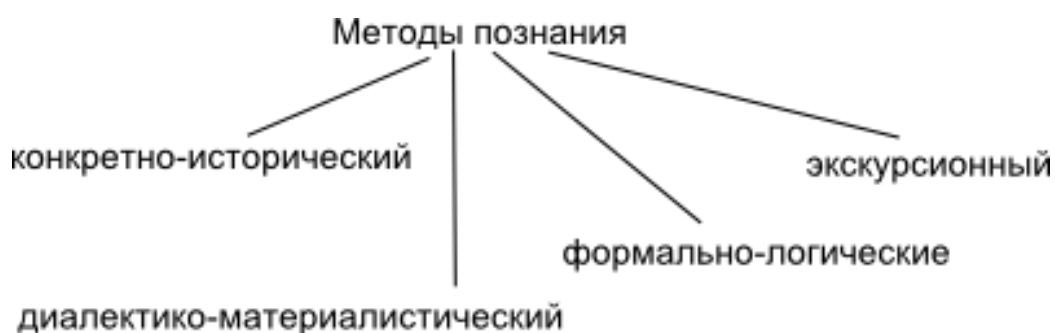 Методы познания
конкретно-исторический
экскурсионный
формально-логические
диалектико-материалистический